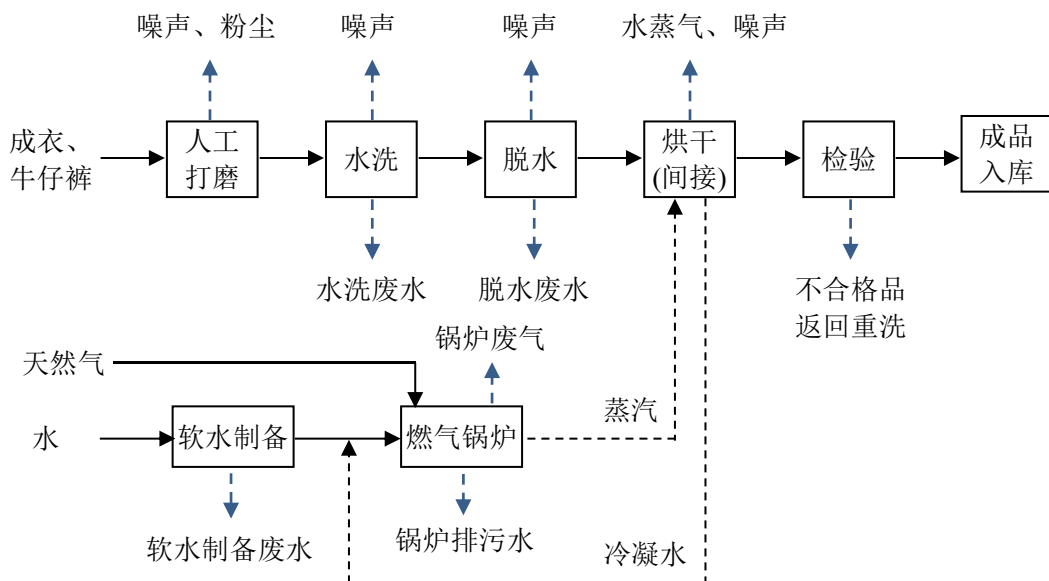 噪声、粉尘
噪声
噪声
水蒸气、噪声
成衣、
牛仔裤
人工
打磨
水洗
脱水
烘干
(间接)
检验
成品
入库
水洗废水
脱水废水
不合格品
返回重洗
锅炉废气
天然气
蒸汽
水
软水制备
燃气锅炉
软水制备废水
锅炉排污水
冷凝水